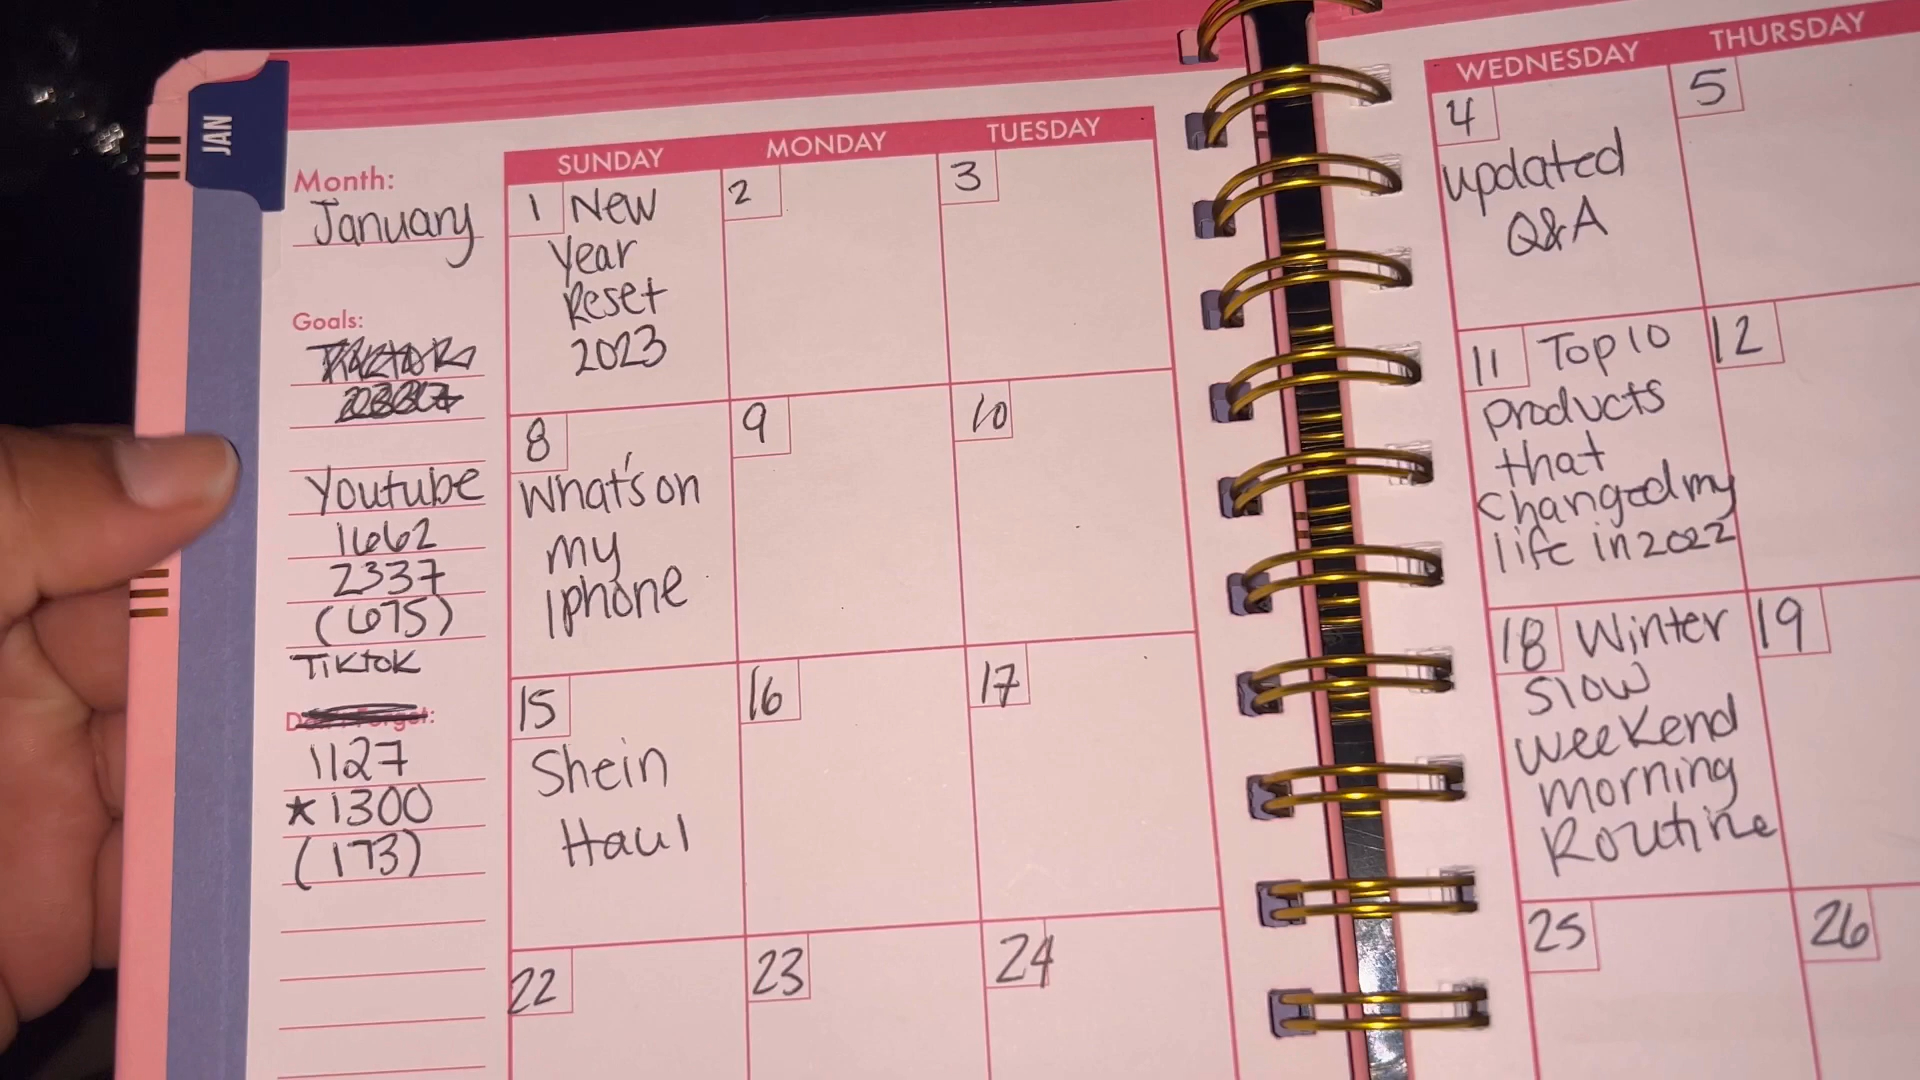 JAN
Month:
January
Goals:
Youtube
1662
2337
(675)
TikTok
1127
★1300
(173)
SUNDAY MONDAY TUESDAY
1 New
Year
Reset
2023
2
3
8
What's on
my
iphone
9
10
15
Shein
Haul
16
17
22
23
24
WEDNESDAY THURSDAY
4
updated
Q&A
5
11 Top 10
products
that
changed my
life in 2022
12
18 Winter
Slow
weekend
morning
Routine
19
25
26